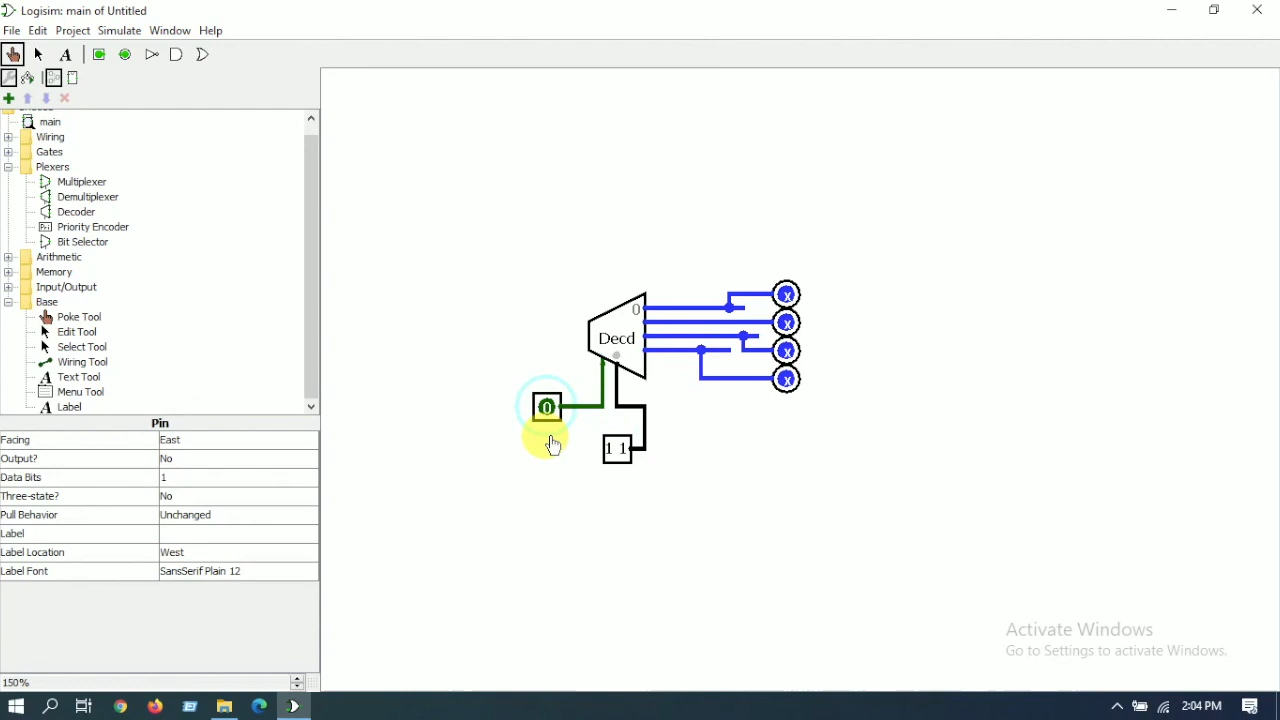 Logisim: main of Untitled
File Edit Project Simulate Window Help
A
main
Wiring
Gates
Plexers
Multiplexer
Demultiplexer
Decoder
Pri Priority Encoder
Bit Selector
Arithmetic
Memory
Input/Output
Base
Poke Tool
Edit Tool
Select Tool
Wiring Tool
A Text Tool
Menu Tool
A Label
Pin
Facing East
Output? No
Data Bits 1
Three-state? No
Pull Behavior Unchanged
Label
Label Location West
Label Font SansSerif Plain 12
150%
0
Decd
x
x
x
x
0
1 1
Activate Windows
Go to Settings to activate Windows.
2:04 PM